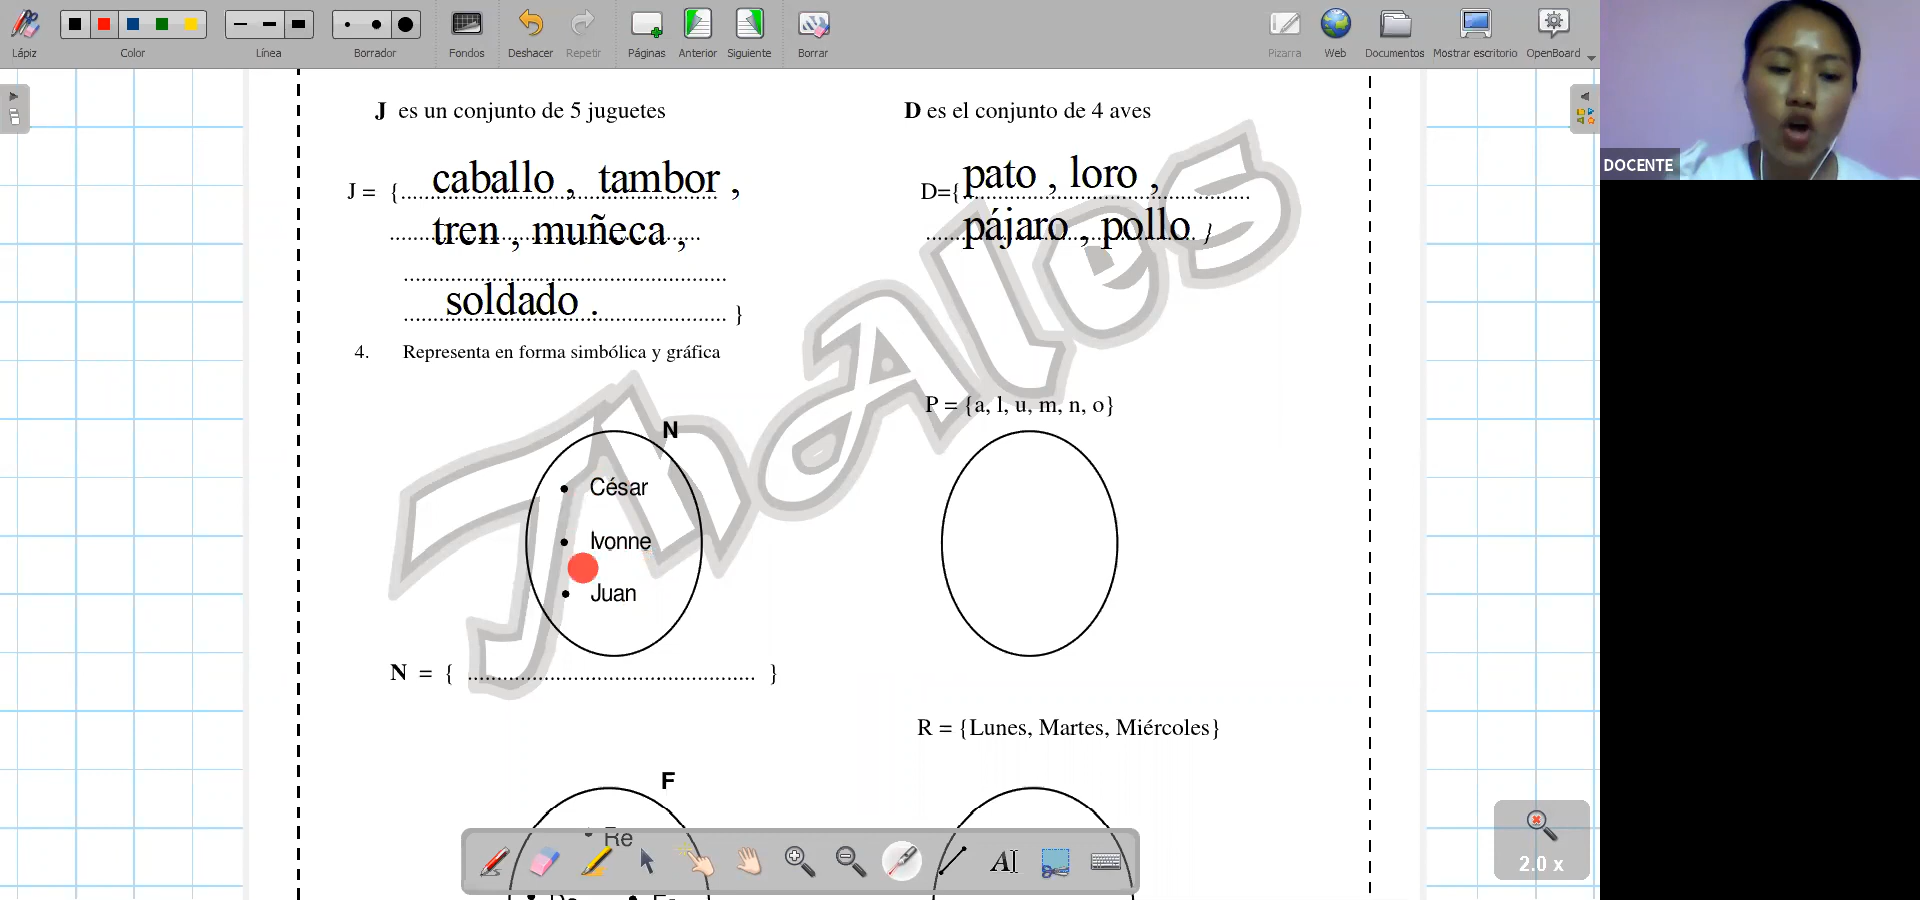 Lápiz
Color
Línea
Borrador
Fondos
Deshacer
Repetir
Páginas
Anterior
Siguiente
Borrar
Pizarra
Web
Documentos
Mostrar escritorio
OpenBoard
DOCENTE
J es un conjunto de 5 juguetes
J = { caballo , tambor ,
tren , muñeca ,
soldado . }
D es el conjunto de 4 aves
D={ pato , loro ,
pájaro , pollo }
Thales
4. Representa en forma simbólica y gráfica
N
César
Ivonne
Juan
N = { ................................................ }
P = {a, l, u, m, n, o}
R = {Lunes, Martes, Miércoles}
F
Re
2.0 x